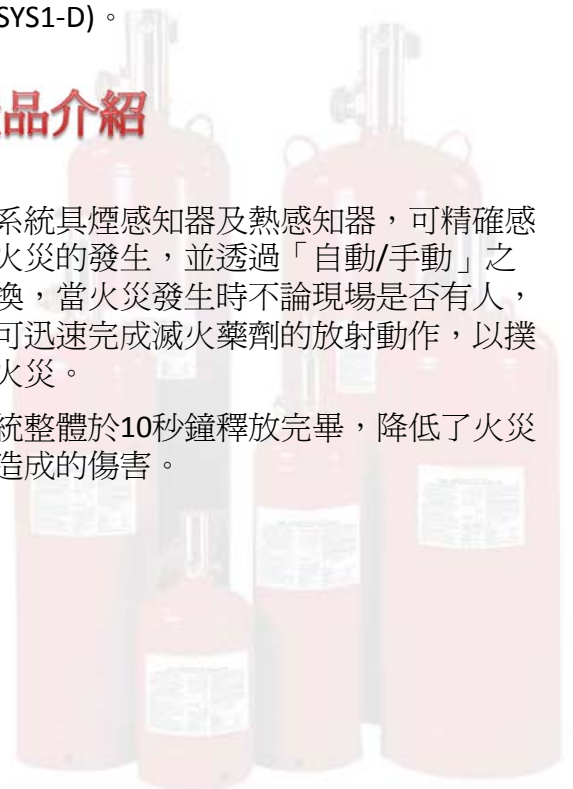 SYS1-D)。
品介紹
系統具煙感知器及熱感知器，可精確感
火災的發生，並透過「自動/手動」之
換，當火災發生時不論現場是否有人，
可迅速完成滅火藥劑的放射動作，以撲
火災。
統整體於10秒鐘釋放完畢，降低了火災
造成的傷害。